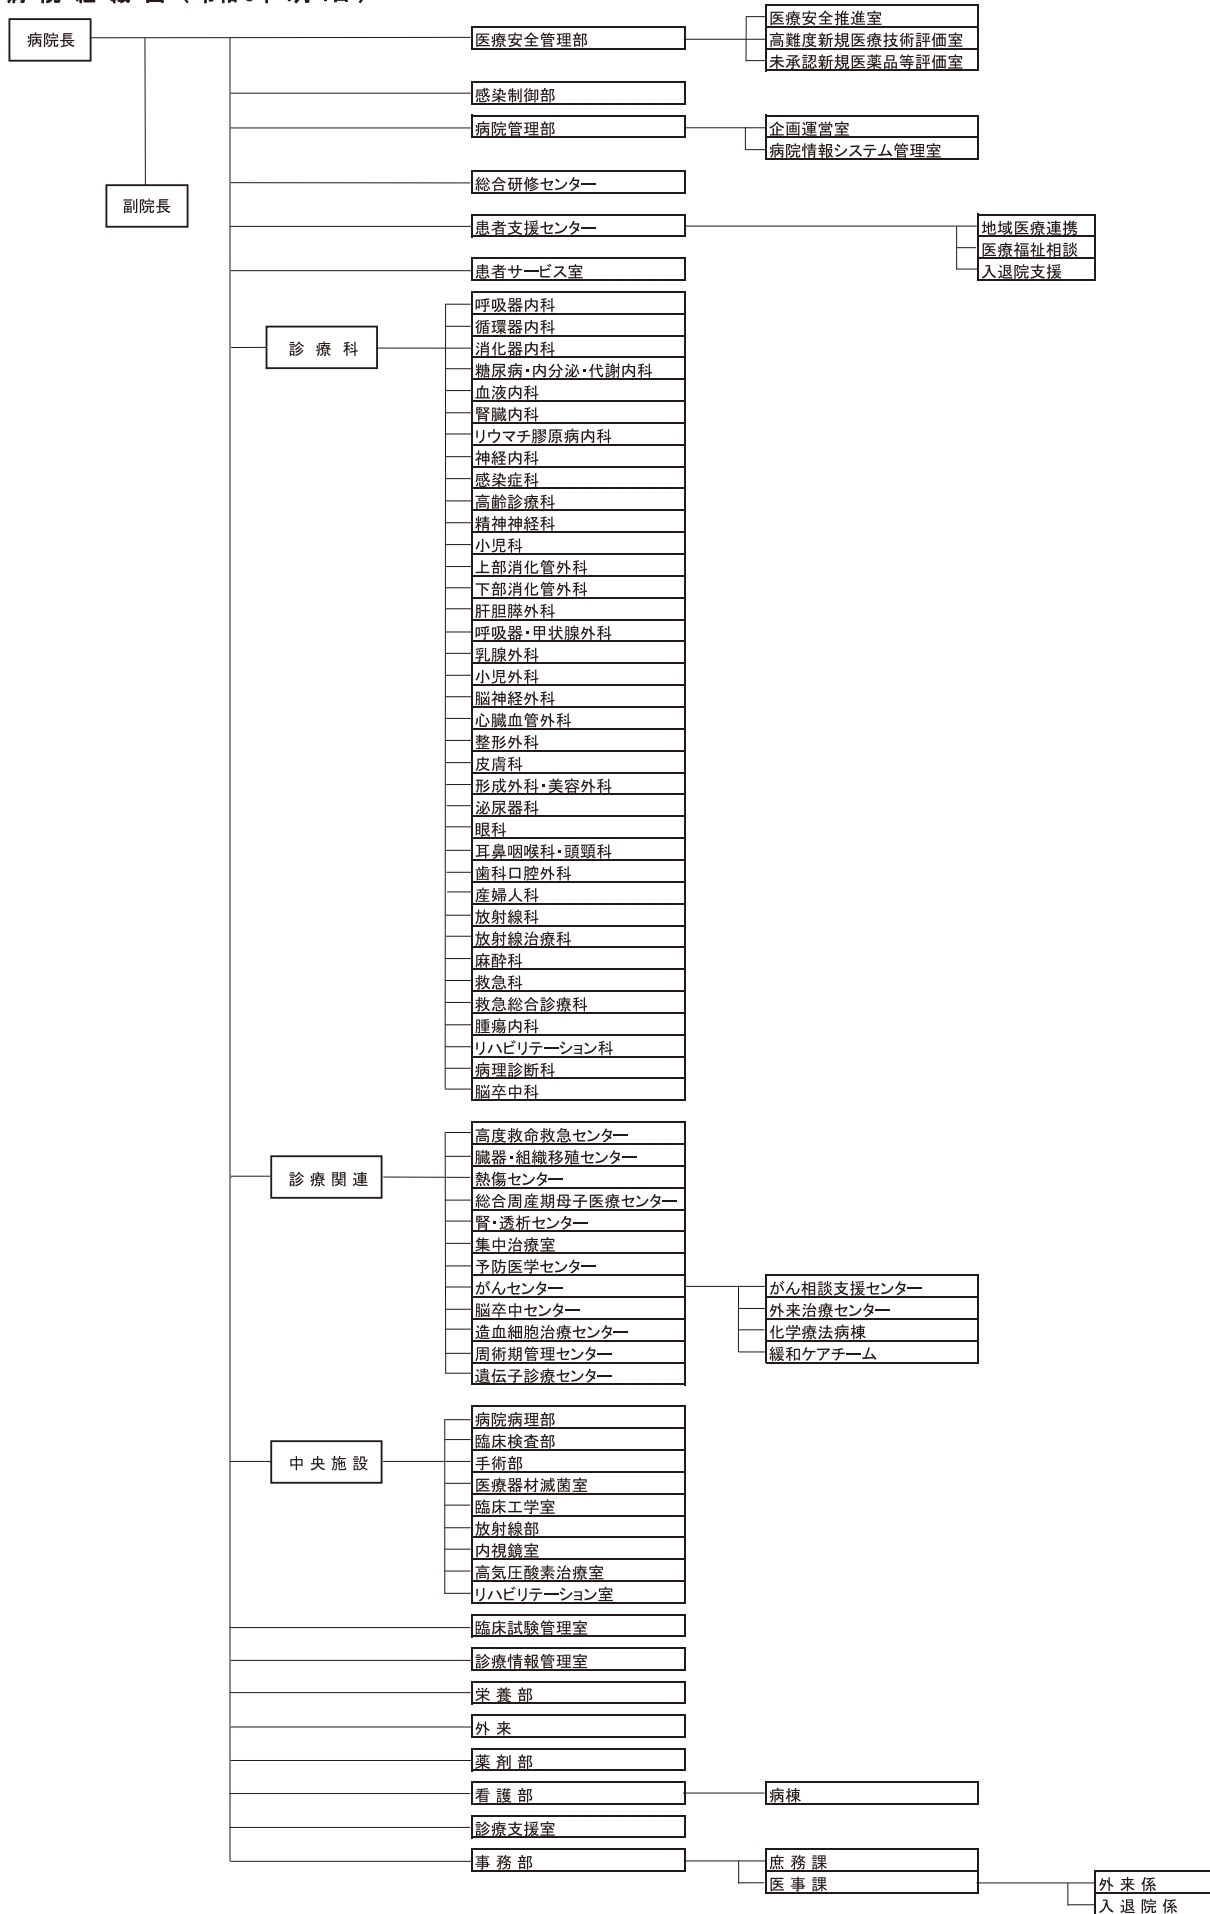 病院長
医療安全管理部
医療安全推進室
高難度新規医療技術評価室
未承認新規医薬品等評価室
感染制御部
病院管理部
企画運営室
病院情報システム管理室
総合研修センター
副院長
患者支援センター
地域医療連携
医療福祉相談
入退院支援
患者サービス室
診療科
呼吸器内科
循環器内科
消化器内科
糖尿病・内分泌・代謝内科
血液内科
腎臓内科
リウマチ膠原病内科
神経内科
感染症科
高齢診療科
精神神経科
小児科
上部消化管外科
下部消化管外科
肝胆膵外科
呼吸器・甲状腺外科
乳腺外科
小児外科
脳神経外科
心臓血管外科
整形外科
皮膚科
形成外科・美容外科
泌尿器科
眼科
耳鼻咽喉科・頭頸科
歯科口腔外科
産婦人科
放射線科
放射線治療科
麻酔科
救急科
救急総合診療科
腫瘍内科
リハビリテーション科
病理診断科
脳卒中科
診療関連
高度救命救急センター
臓器・組織移殖センター
熱傷センター
総合周産期母子医療センター
腎・透析センター
集中治療室
予防医学センター
がんセンター
がん相談支援センター
脳卒中センター
外来治療センター
造血細胞治療センター
化学療法病棟
周術期管理センター
緩和ケアチーム
遺伝子診療センター
中央施設
病院病理部
臨床検査部
手術部
医療器材滅菌室
臨床工学室
放射線部
内視鏡室
高気圧酸素治療室
リハビリテーション室
臨床試験管理室
診療情報管理室
栄養部
外来
薬剤部
看護部
病棟
診療支援室
事務部
庶務課
医事課
外来係
入退院係